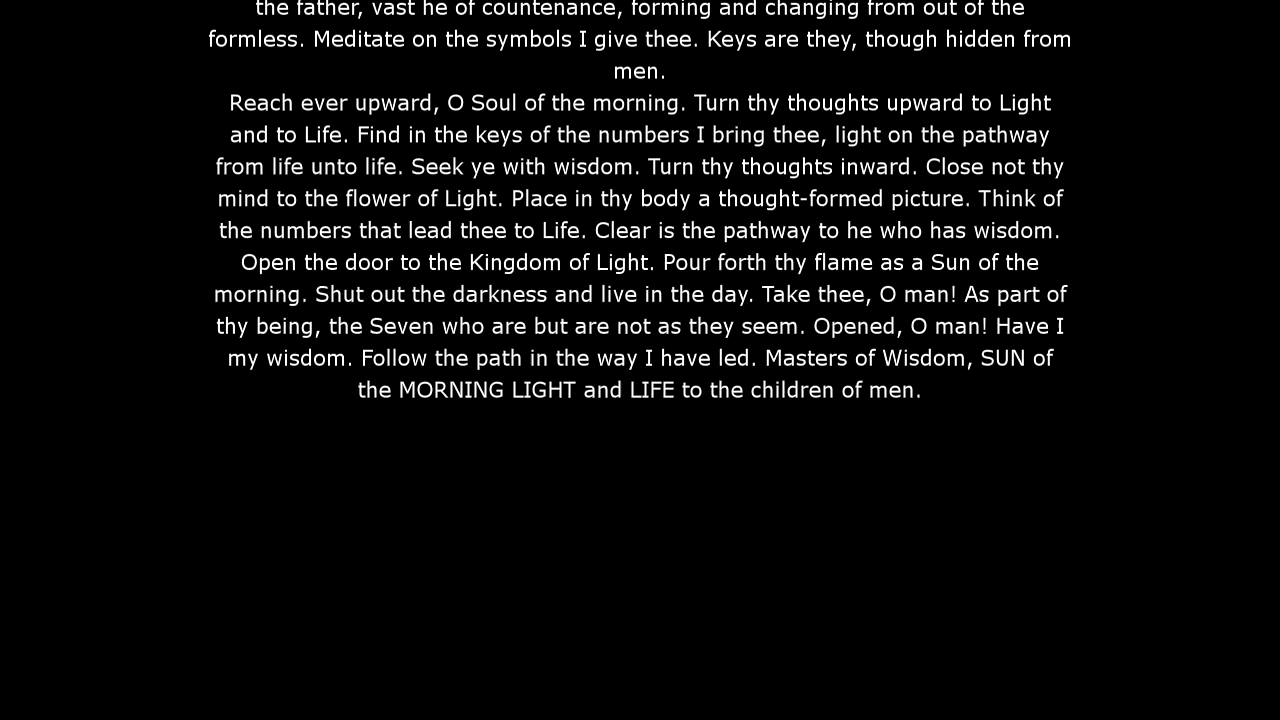 the father, vast he of countenance, forming and changing from out of the
formless. Meditate on the symbols I give thee. Keys are they, though hidden from
men.
Reach ever upward, O Soul of the morning. Turn thy thoughts upward to Light
and to Life. Find in the keys of the numbers I bring thee, light on the pathway
from life unto life. Seek ye with wisdom. Turn thy thoughts inward. Close not thy
mind to the flower of Light. Place in thy body a thought-formed picture. Think of
the numbers that lead thee to Life. Clear is the pathway to he who has wisdom.
Open the door to the Kingdom of Light. Pour forth thy flame as a Sun of the
morning. Shut out the darkness and live in the day. Take thee, O man! As part of
thy being, the Seven who are but are not as they seem. Opened, O man! Have I
my wisdom. Follow the path in the way I have led. Masters of Wisdom, SUN of
the MORNING LIGHT and LIFE to the children of men.